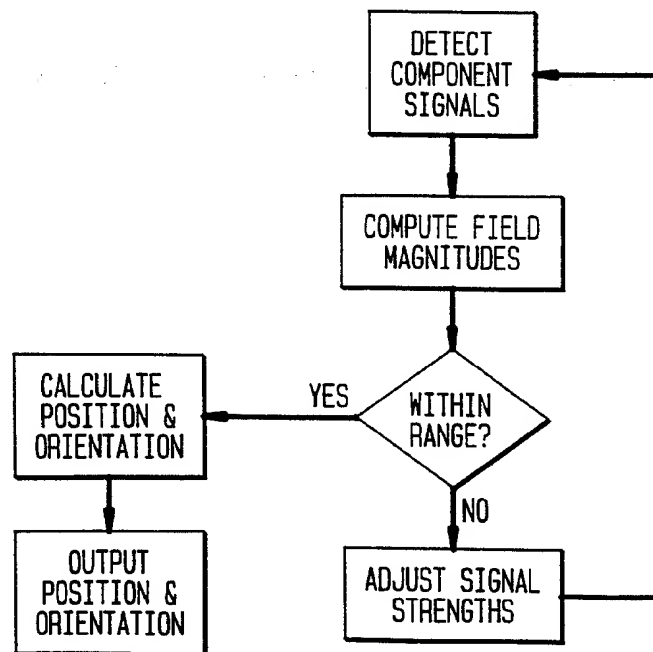 DETECT
COMPONENT
SIGNALS
COMPUTE FIELD
MAGNITUDES
WITHIN
RANGE?
YES
NO
CALCULATE
POSITION &
ORIENTATION
OUTPUT
POSITION &
ORIENTATION
ADJUST SIGNAL
STRENGTHS